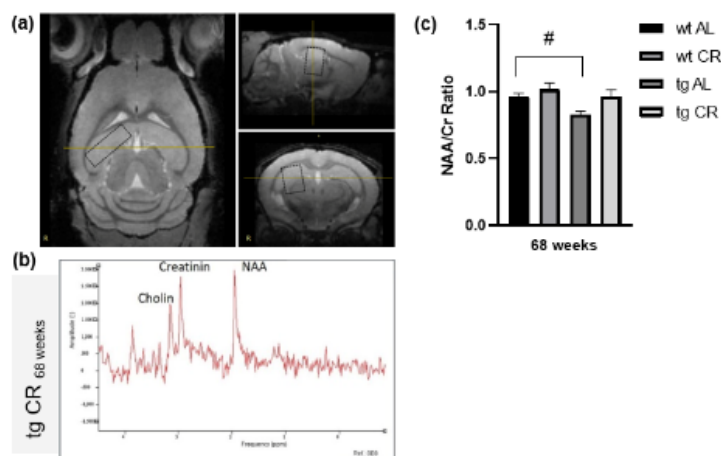 (a)
R
R
R
(b)
tg CR 68 weeks
Creatinin
NAA
Cholin
Amplitude []
Frequency (ppm)
(c)
#
NAA/Cr Ratio
1.5
1.0
0.5
0.0
68 weeks
wt AL
wt CR
tg AL
tg CR